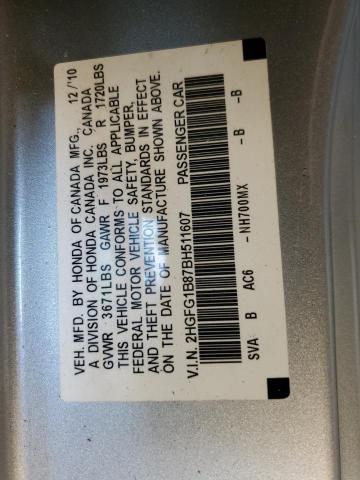 VEH. MFD. BY HONDA OF CANADA MFG., 12/'10
A DIVISION OF HONDA CANADA INC. CANADA
GVWR 3671LBS GAWR F 1973LBS R 1720LBS
THIS VEHICLE CONFORMS TO ALL APPLICABLE
FEDERAL MOTOR VEHICLE SAFETY, BUMPER,
AND THEFT PREVENTION STANDARDS IN EFFECT
ON THE DATE OF MANUFACTURE SHOWN ABOVE.
V.I.N. 2HGFG1B87BH511607 PASSENGER CAR
SVA B AC6 -NH700MX -B -B